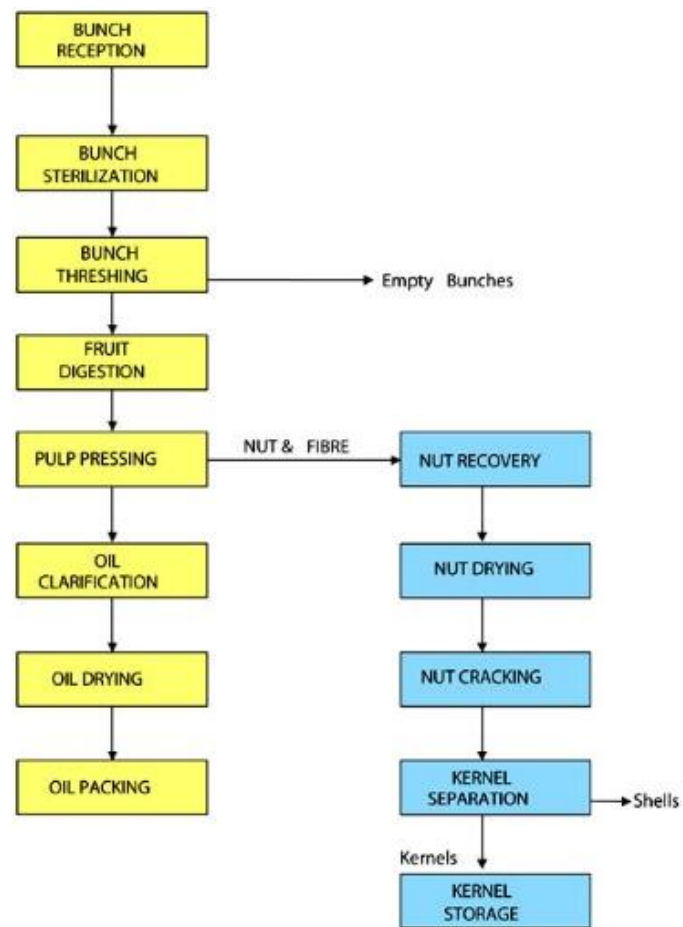 BUNCH
RECEPTION
BUNCH
STERILIZATION
BUNCH
THRESHING
Empty Bunches
FRUIT
DIGESTION
PULP PRESSING
NUT & FIBRE
NUT RECOVERY
OIL
CLARIFICATION
NUT DRYING
OIL DRYING
NUT CRACKING
OIL PACKING
KERNEL
SEPARATION
Shells
Kernels
KERNEL
STORAGE